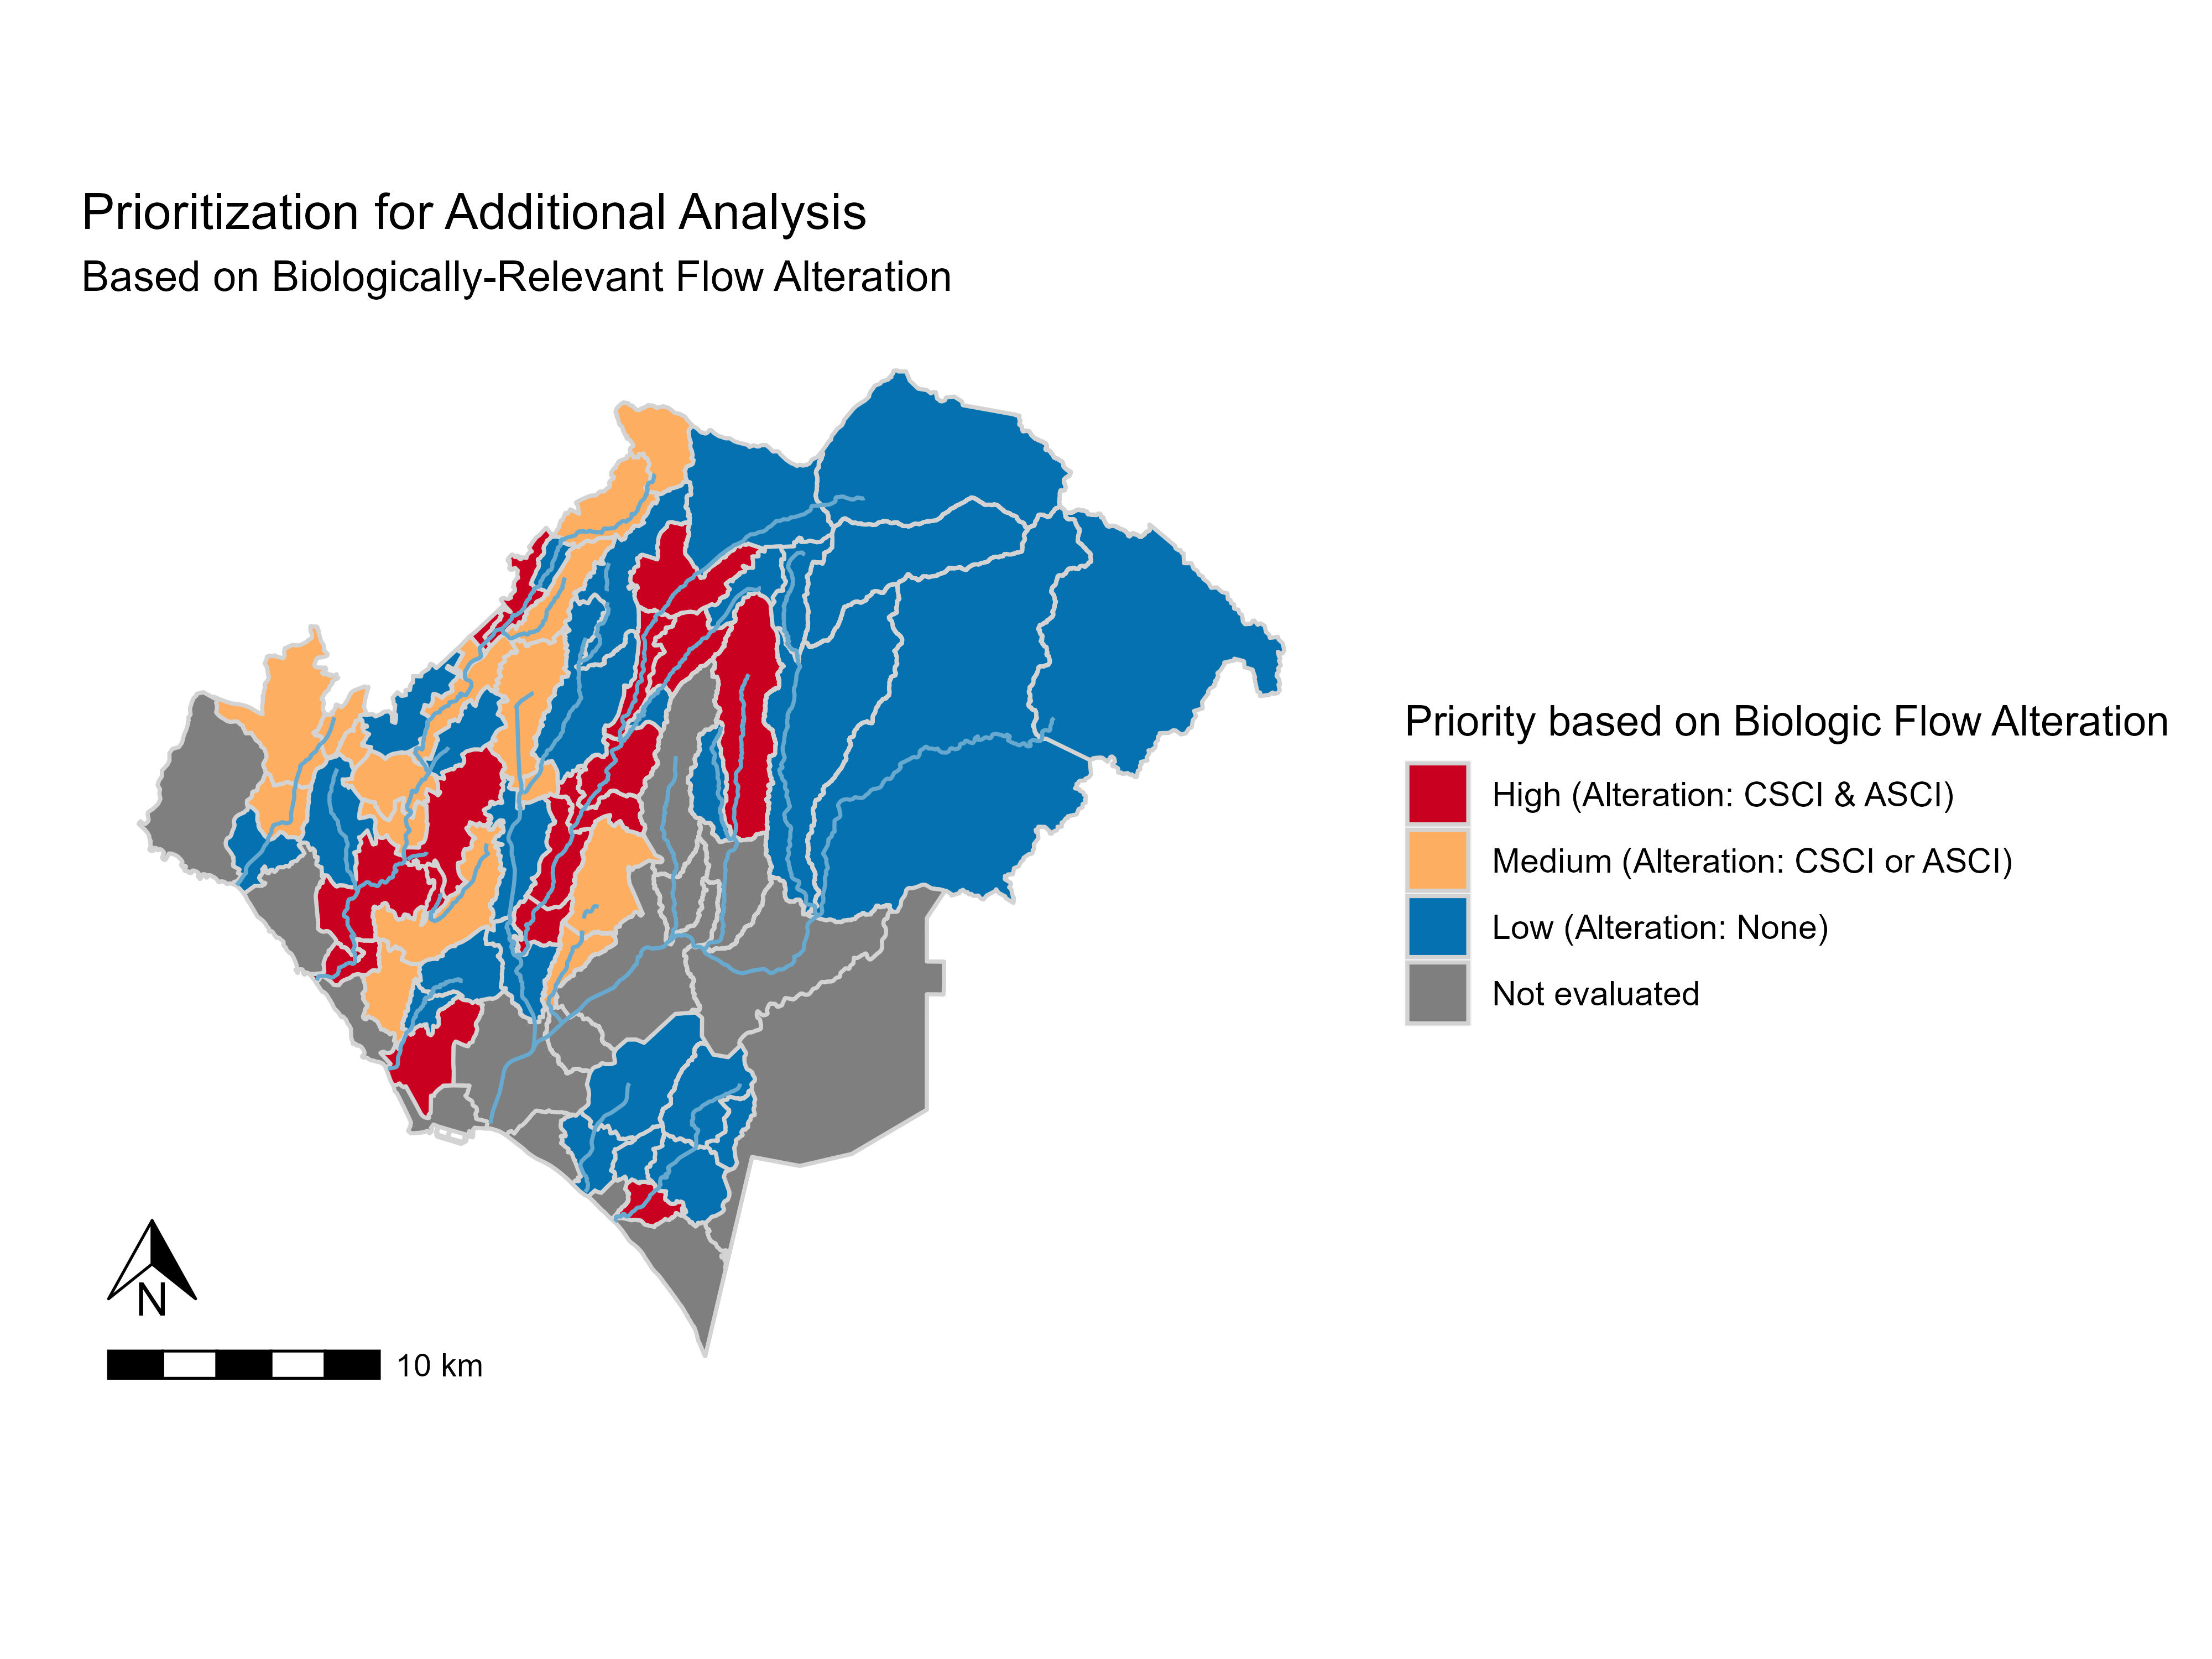 Prioritization for Additional Analysis
Based on Biologically-Relevant Flow Alteration
Priority based on Biologic Flow Alteration
High (Alteration: CSCI & ASCI)
Medium (Alteration: CSCI or ASCI)
Low (Alteration: None)
Not evaluated
N
10 km